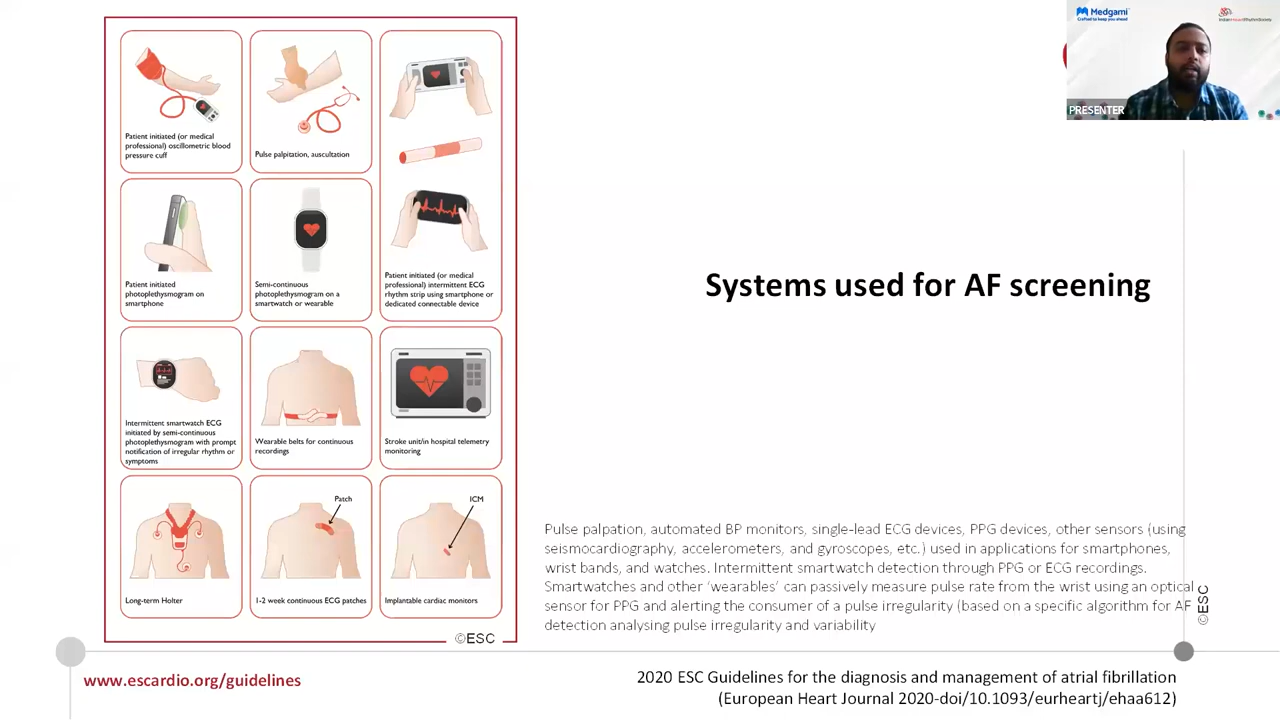 Patient initiated (or medical
professional) oscillometric blood
pressure cuff
Pulse palpitation, auscultation
Patient initiated
photoplethysmogram on
smartphone
Semi-continuous
photoplethysmogram on a
smartwatch or wearable
Patient initiated (or medical
professional) intermittent ECG
rhythm strip using smartphone or
dedicated connectable device
Intermittent smartwatch ECG
initiated by semi-continuous
photoplethysmogram with prompt
notification of irregular rhythm or
symptoms
Wearable belts for continuous
recordings
Stroke unit/in hospital telemetry
monitoring
Long-term Holter
Patch
1-2 week continuous ECG patches
ICM
Implantable cardiac monitors
©ESC
Systems used for AF screening
Pulse palpation, automated BP monitors, single-lead ECG devices, PPG devices, other sensors (using
seismocardiography, accelerometers, and gyroscopes, etc.) used in applications for smartphones,
wrist bands, and watches. Intermittent smartwatch detection through PPG or ECG recordings.
Smartwatches and other ‘wearables’ can passively measure pulse rate from the wrist using an optical
sensor for PPG and alerting the consumer of a pulse irregularity (based on a specific algorithm for AF
detection analysing pulse irregularity and variability
©ESC
www.escardio.org/guidelines
2020 ESC Guidelines for the diagnosis and management of atrial fibrillation
(European Heart Journal 2020-doi/10.1093/eurheartj/ehaa612)
Medgami
Crafted to keep you ahead
PRESENTER